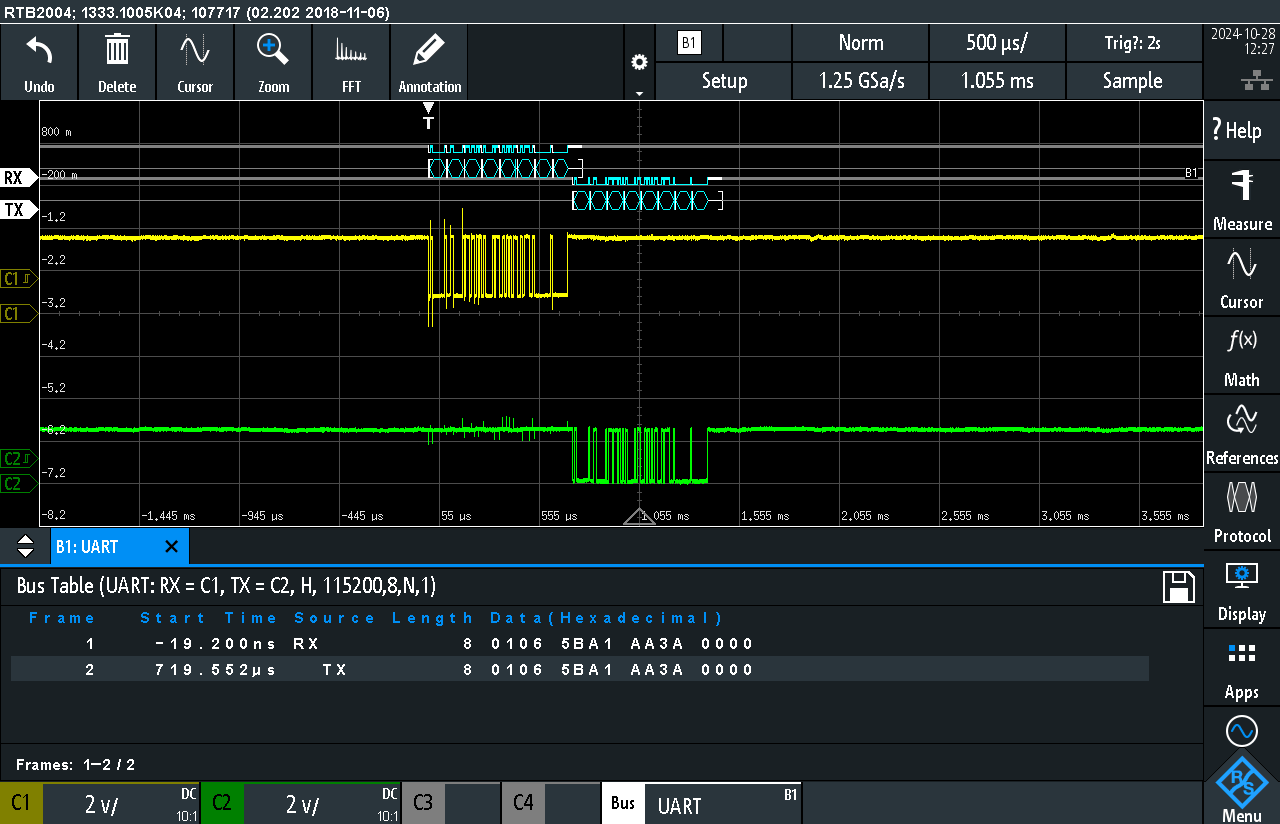 RTB2004; 1333.1005K04; 107717 (02.202 2018-11-06)
Undo
Delete
Cursor
Zoom
FFT
Annotation
B1
Norm
500 µs/
Trig?: 2s
2024-10-28
12:27
Setup
1.25 GSa/s
1.055 ms
Sample
T
800 m
RX
-200 m
B1
TX
-1.2
-2.2
C1
-3.2
C1
-4.2
-5.2
-6.2
C2
-7.2
C2
-8.2
-1.445 ms
-945 µs
-445 µs
55 µs
555 µs
1.055 ms
1.555 ms
2.055 ms
2.555 ms
3.055 ms
3.555 ms
? Help
Measure
Cursor
f(x)
Math
References
Protocol
Display
Apps
R&S
Menu
B1: UART
Bus Table (UART: RX = C1, TX = C2, H, 115200,8,N,1)
Frame Start Time Source Length Data(Hexadecimal)
1 -19.200ns RX 8 0106 5BA1 AA3A 0000
2 719.552µs TX 8 0106 5BA1 AA3A 0000
Frames: 1-2 / 2
C1 2 V/ DC 10:1
C2 2 V/ DC 10:1
C3
C4
Bus UART B1